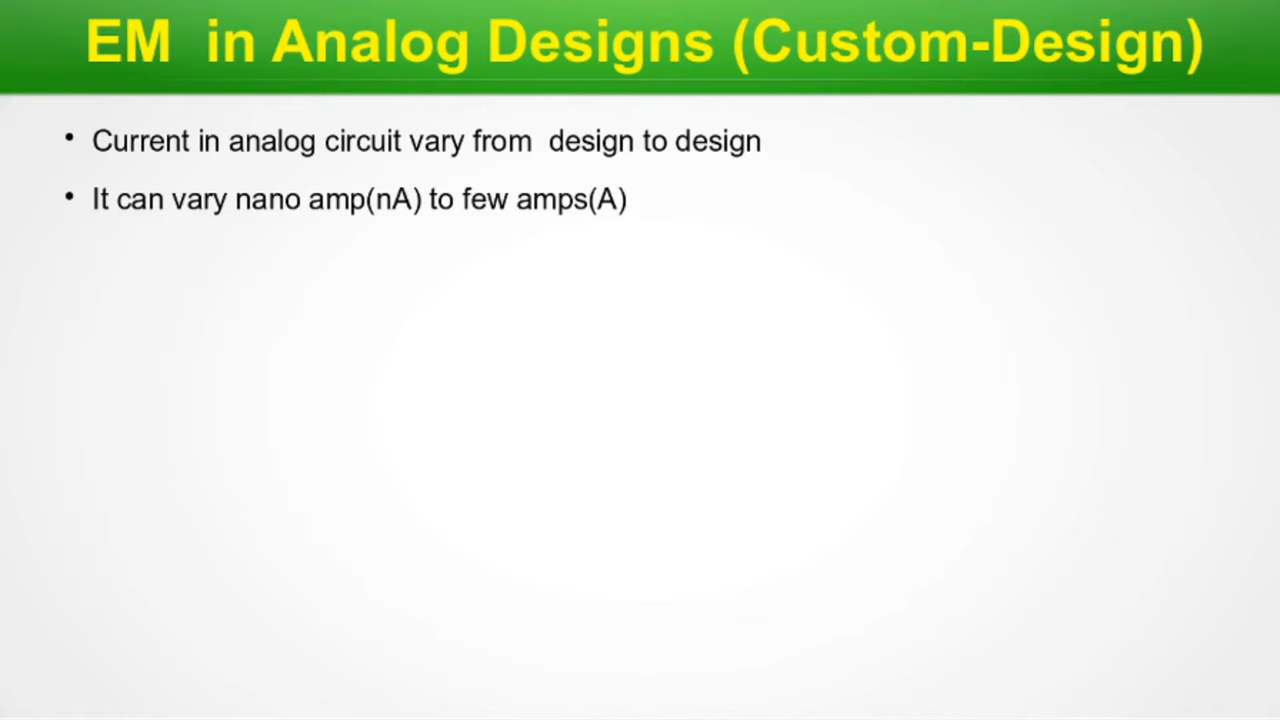 EM in Analog Designs (Custom-Design)
• Current in analog circuit vary from design to design
• It can vary nano amp(nA) to few amps(A)